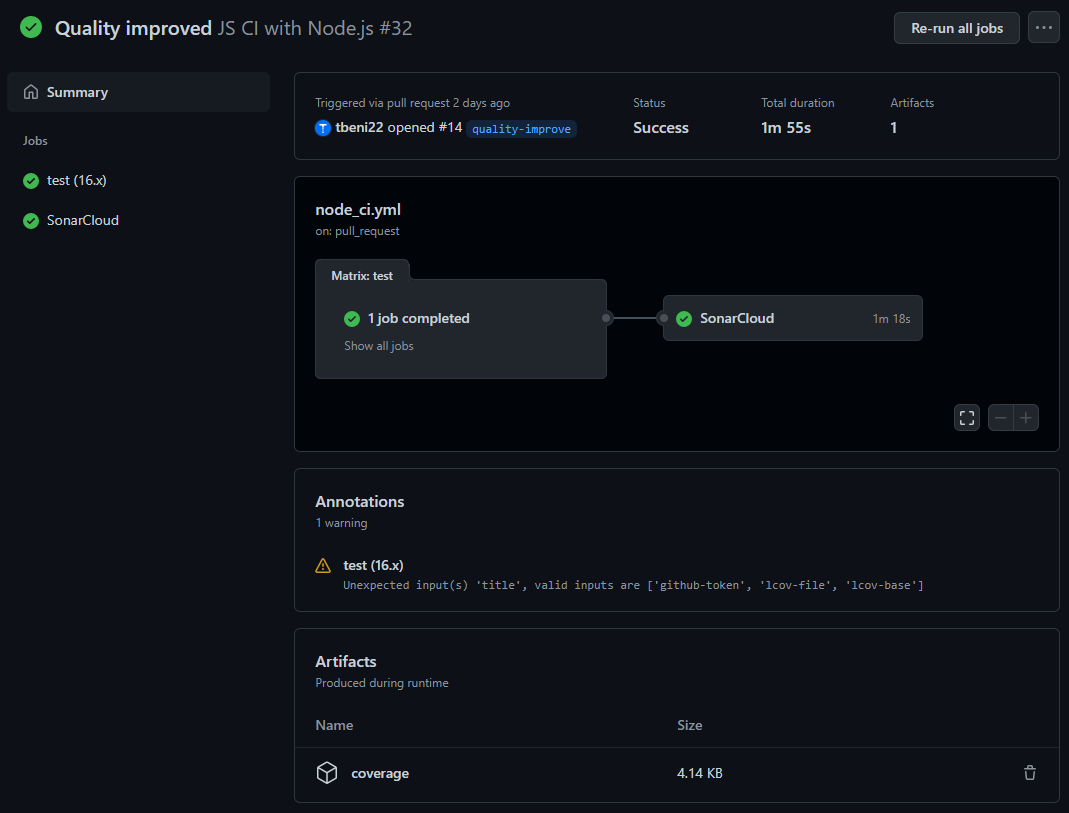 Quality improved JS CI with Node.js #32
Re-run all jobs
Summary
Jobs
test (16.x)
SonarCloud
Triggered via pull request 2 days ago
T tbeni22 opened #14 quality-improve
Status
Success
Total duration
1m 55s
Artifacts
1
node_ci.yml
on: pull_request
Matrix: test
1 job completed
Show all jobs
SonarCloud 1m 18s
Annotations
1 warning
test (16.x)
Unexpected input(s) 'title', valid inputs are ['github-token', 'lcov-file', 'lcov-base']
Artifacts
Produced during runtime
Name Size
coverage 4.14 KB